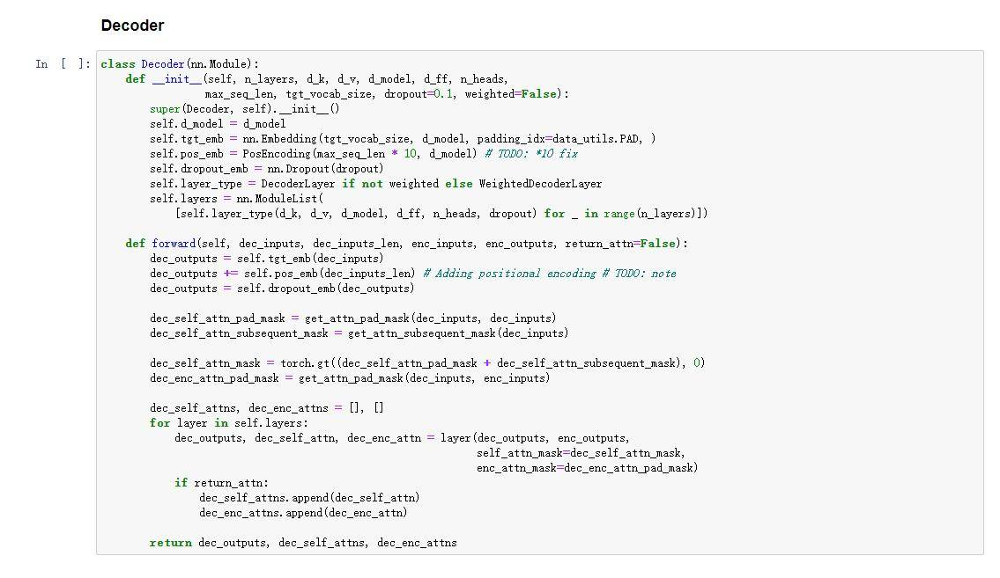 Decoder
In [ ]: class Decoder(nn.Module):
    def __init__(self, n_layers, d_k, d_v, d_model, d_ff, n_heads,
                 max_seq_len, tgt_vocab_size, dropout=0.1, weighted=False):
        super(Decoder, self).__init__()
        self.d_model = d_model
        self.tgt_emb = nn.Embedding(tgt_vocab_size, d_model, padding_idx=data_utils.PAD, )
        self.pos_emb = PosEncoding(max_seq_len * 10, d_model) # TODO: *10 fix
        self.dropout_emb = nn.Dropout(dropout)
        self.layer_type = DecoderLayer if not weighted else WeightedDecoderLayer
        self.layers = nn.ModuleList(
            [self.layer_type(d_k, d_v, d_model, d_ff, n_heads, dropout) for _ in range(n_layers)])

    def forward(self, dec_inputs, dec_inputs_len, enc_inputs, enc_outputs, return_attn=False):
        dec_outputs = self.tgt_emb(dec_inputs)
        dec_outputs += self.pos_emb(dec_inputs_len) # Adding positional encoding # TODO: note
        dec_outputs = self.dropout_emb(dec_outputs)

        dec_self_attn_pad_mask = get_attn_pad_mask(dec_inputs, dec_inputs)
        dec_self_attn_subsequent_mask = get_attn_subsequent_mask(dec_inputs)

        dec_self_attn_mask = torch.gt((dec_self_attn_pad_mask + dec_self_attn_subsequent_mask), 0)
        dec_enc_attn_pad_mask = get_attn_pad_mask(dec_inputs, enc_inputs)

        dec_self_attns, dec_enc_attns = [], []
        for layer in self.layers:
            dec_outputs, dec_self_attn, dec_enc_attn = layer(dec_outputs, enc_outputs,
                                                             self_attn_mask=dec_self_attn_mask,
                                                             enc_attn_mask=dec_enc_attn_pad_mask)
            if return_attn:
                dec_self_attns.append(dec_self_attn)
                dec_enc_attns.append(dec_enc_attn)

        return dec_outputs, dec_self_attns, dec_enc_attns